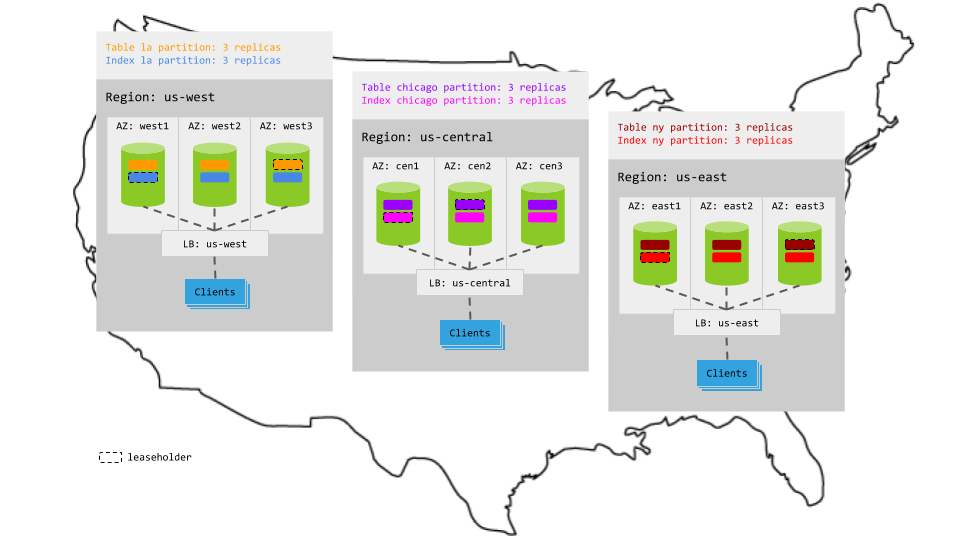 Table la partition: 3 replicas
Index la partition: 3 replicas
Region: us-west
AZ: west1
AZ: west2
AZ: west3
LB: us-west
Clients
Table chicago partition: 3 replicas
Index chicago partition: 3 replicas
Region: us-central
AZ: cen1
AZ: cen2
AZ: cen3
LB: us-central
Clients
Table ny partition: 3 replicas
Index ny partition: 3 replicas
Region: us-east
AZ: east1
AZ: east2
AZ: east3
LB: us-east
Clients
leaseholder